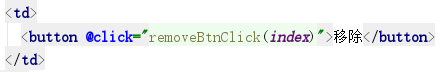 <td>
<button @click="removeBtnClick(index)">移除</button>
</td>